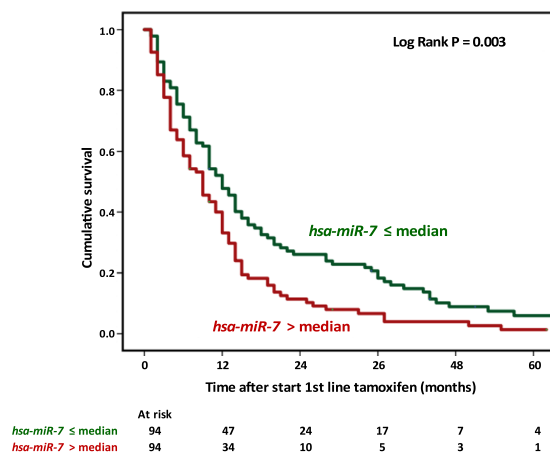 Log Rank P = 0.003
1.0
0.8
0.6
0.4
0.2
0.0
Cumulative survival
hsa-miR-7 ≤ median
hsa-miR-7 > median
0 12 24 36 48 60
Time after start 1st line tamoxifen (months)
At risk
hsa-miR-7 ≤ median 94 47 24 17 7 4
hsa-miR-7 > median 94 34 10 5 3 1